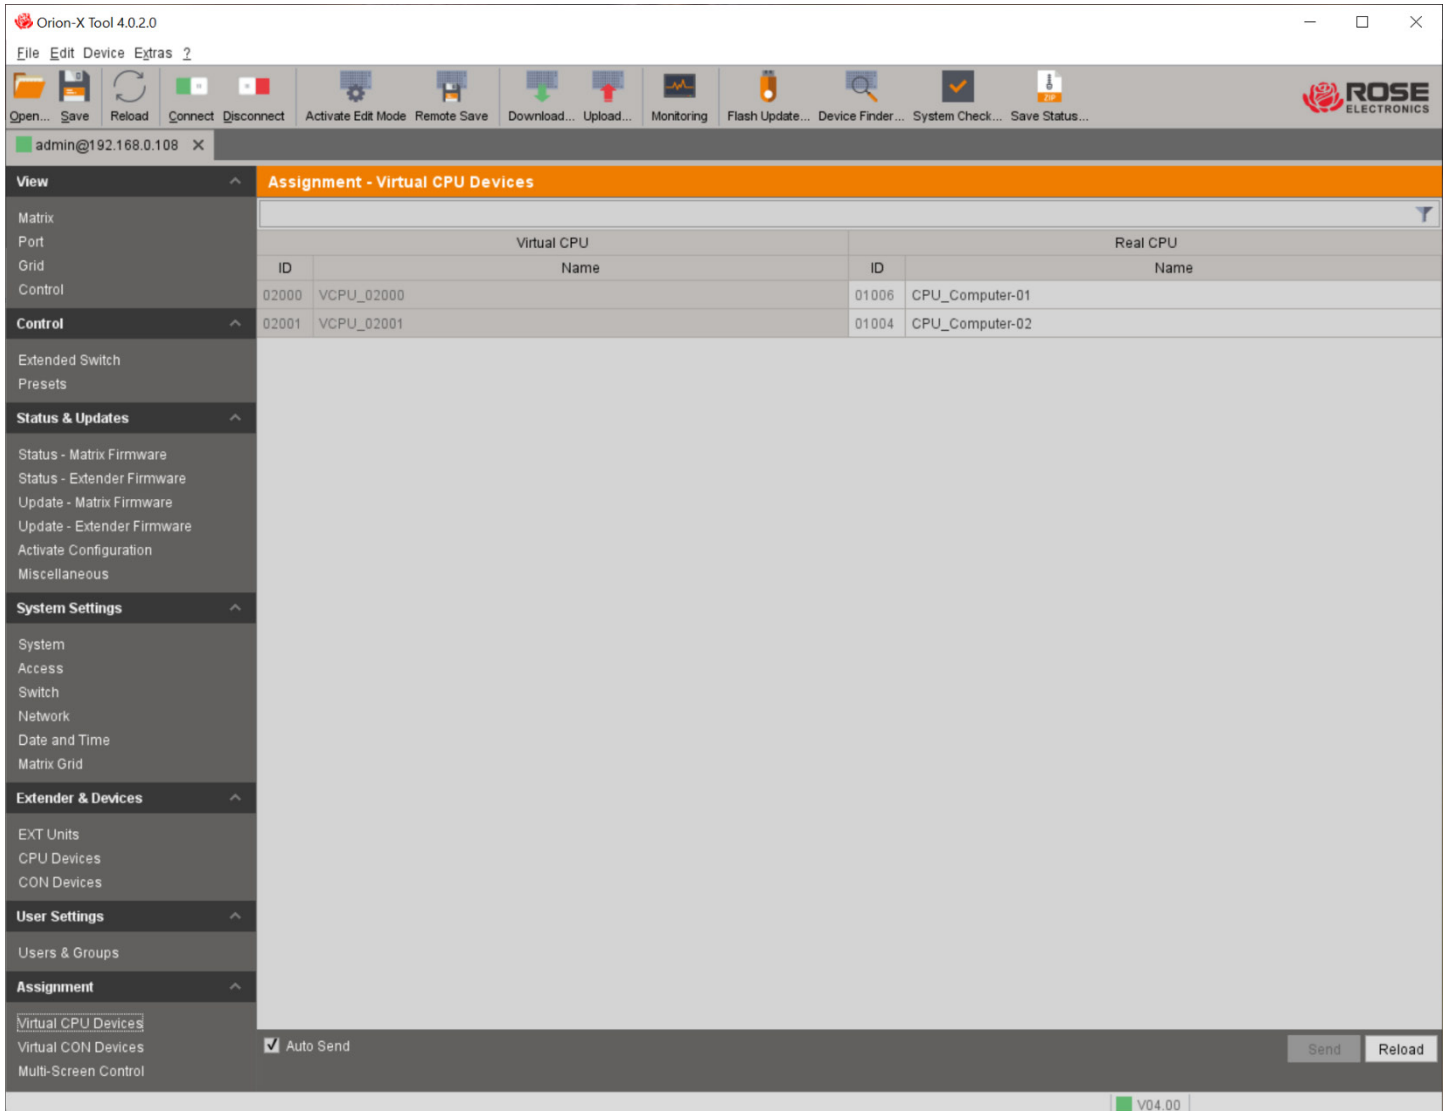 Orion-X Tool 4.0.2.0
File Edit Device Extras ?
Open... Save Reload Connect Disconnect Activate Edit Mode Remote Save Download... Upload... Monitoring Flash Update... Device Finder... System Check... Save Status...
ZIP
ROSE
ELECTRONICS
admin@192.168.0.108
View
Matrix
Port
Grid
Control
Control
Extended Switch
Presets
Status & Updates
Status - Matrix Firmware
Status - Extender Firmware
Update - Matrix Firmware
Update - Extender Firmware
Activate Configuration
Miscellaneous
System Settings
System
Access
Switch
Network
Date and Time
Matrix Grid
Extender & Devices
EXT Units
CPU Devices
CON Devices
User Settings
Users & Groups
Assignment
Virtual CPU Devices
Virtual CON Devices
Multi-Screen Control
Assignment - Virtual CPU Devices
Virtual CPU Real CPU
ID Name ID Name
02000 VCPU_02000 01006 CPU_Computer-01
02001 VCPU_02001 01004 CPU_Computer-02
Auto Send Send Reload
V04.00